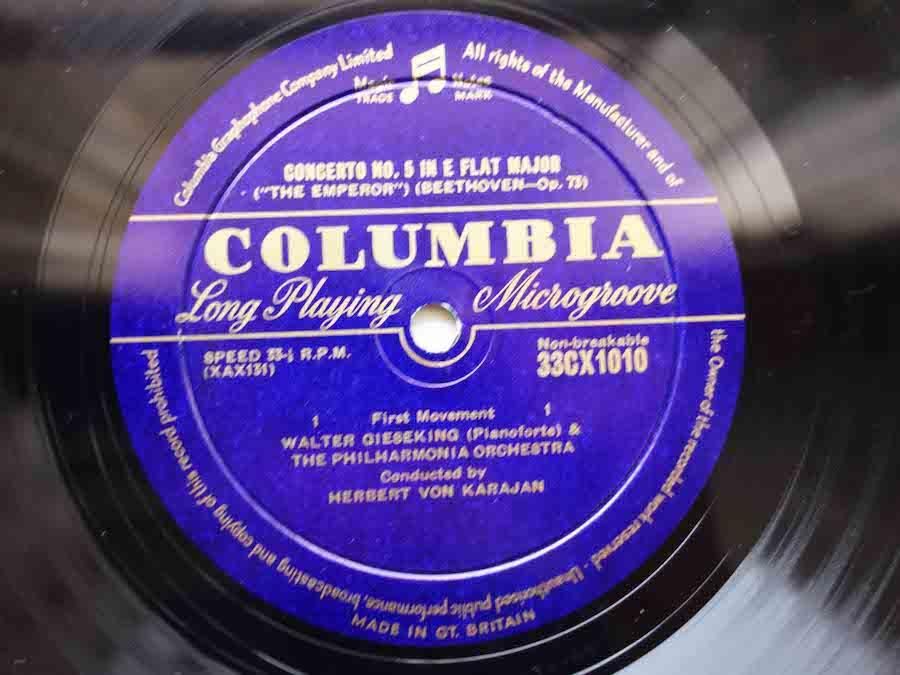 Columbia Graphophone Company Limited
Magic Notes
TRADE MARK
All rights of the Manufacturer and of
the Owner of the recorded work reserved - Unauthorised public performance, broadcasting and copying of this record prohibited
CONCERTO NO. 5 IN E FLAT MAJOR
("THE EMPEROR") (BEETHOVEN—Op. 73)
COLUMBIA
Long Playing Microgroove
SPEED 33⅓ R.P.M.
(XAX131)
Non-breakable
33CX1010
1 First Movement 1
WALTER GIESEKING (Pianoforte) &
THE PHILHARMONIA ORCHESTRA
Conducted by
HERBERT VON KARAJAN
MADE IN GT. BRITAIN